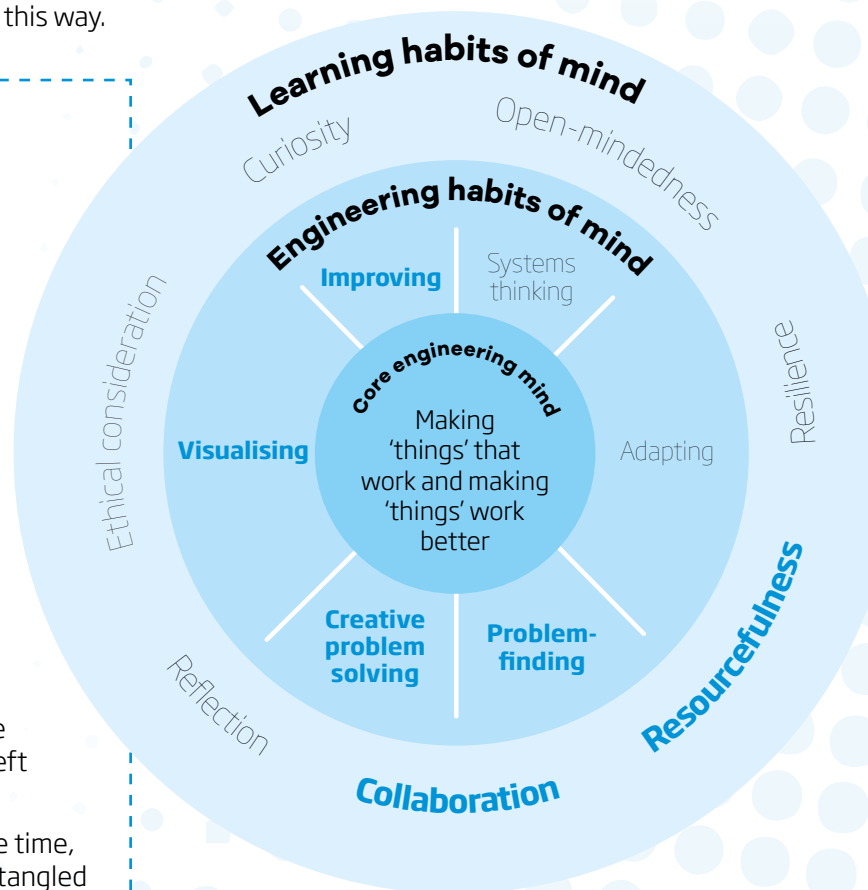 this way.
Learning habits of mind
Curiosity
Open-mindedness
Resilience
Resourcefulness
Collaboration
Reflection
Ethical consideration
Engineering habits of mind
Improving
Systems
thinking
Adapting
Problem-
finding
Creative
problem
solving
Visualising
Core engineering mind
Making
‘things’ that
work and making
‘things’ work
better
eft
e time,
tangled